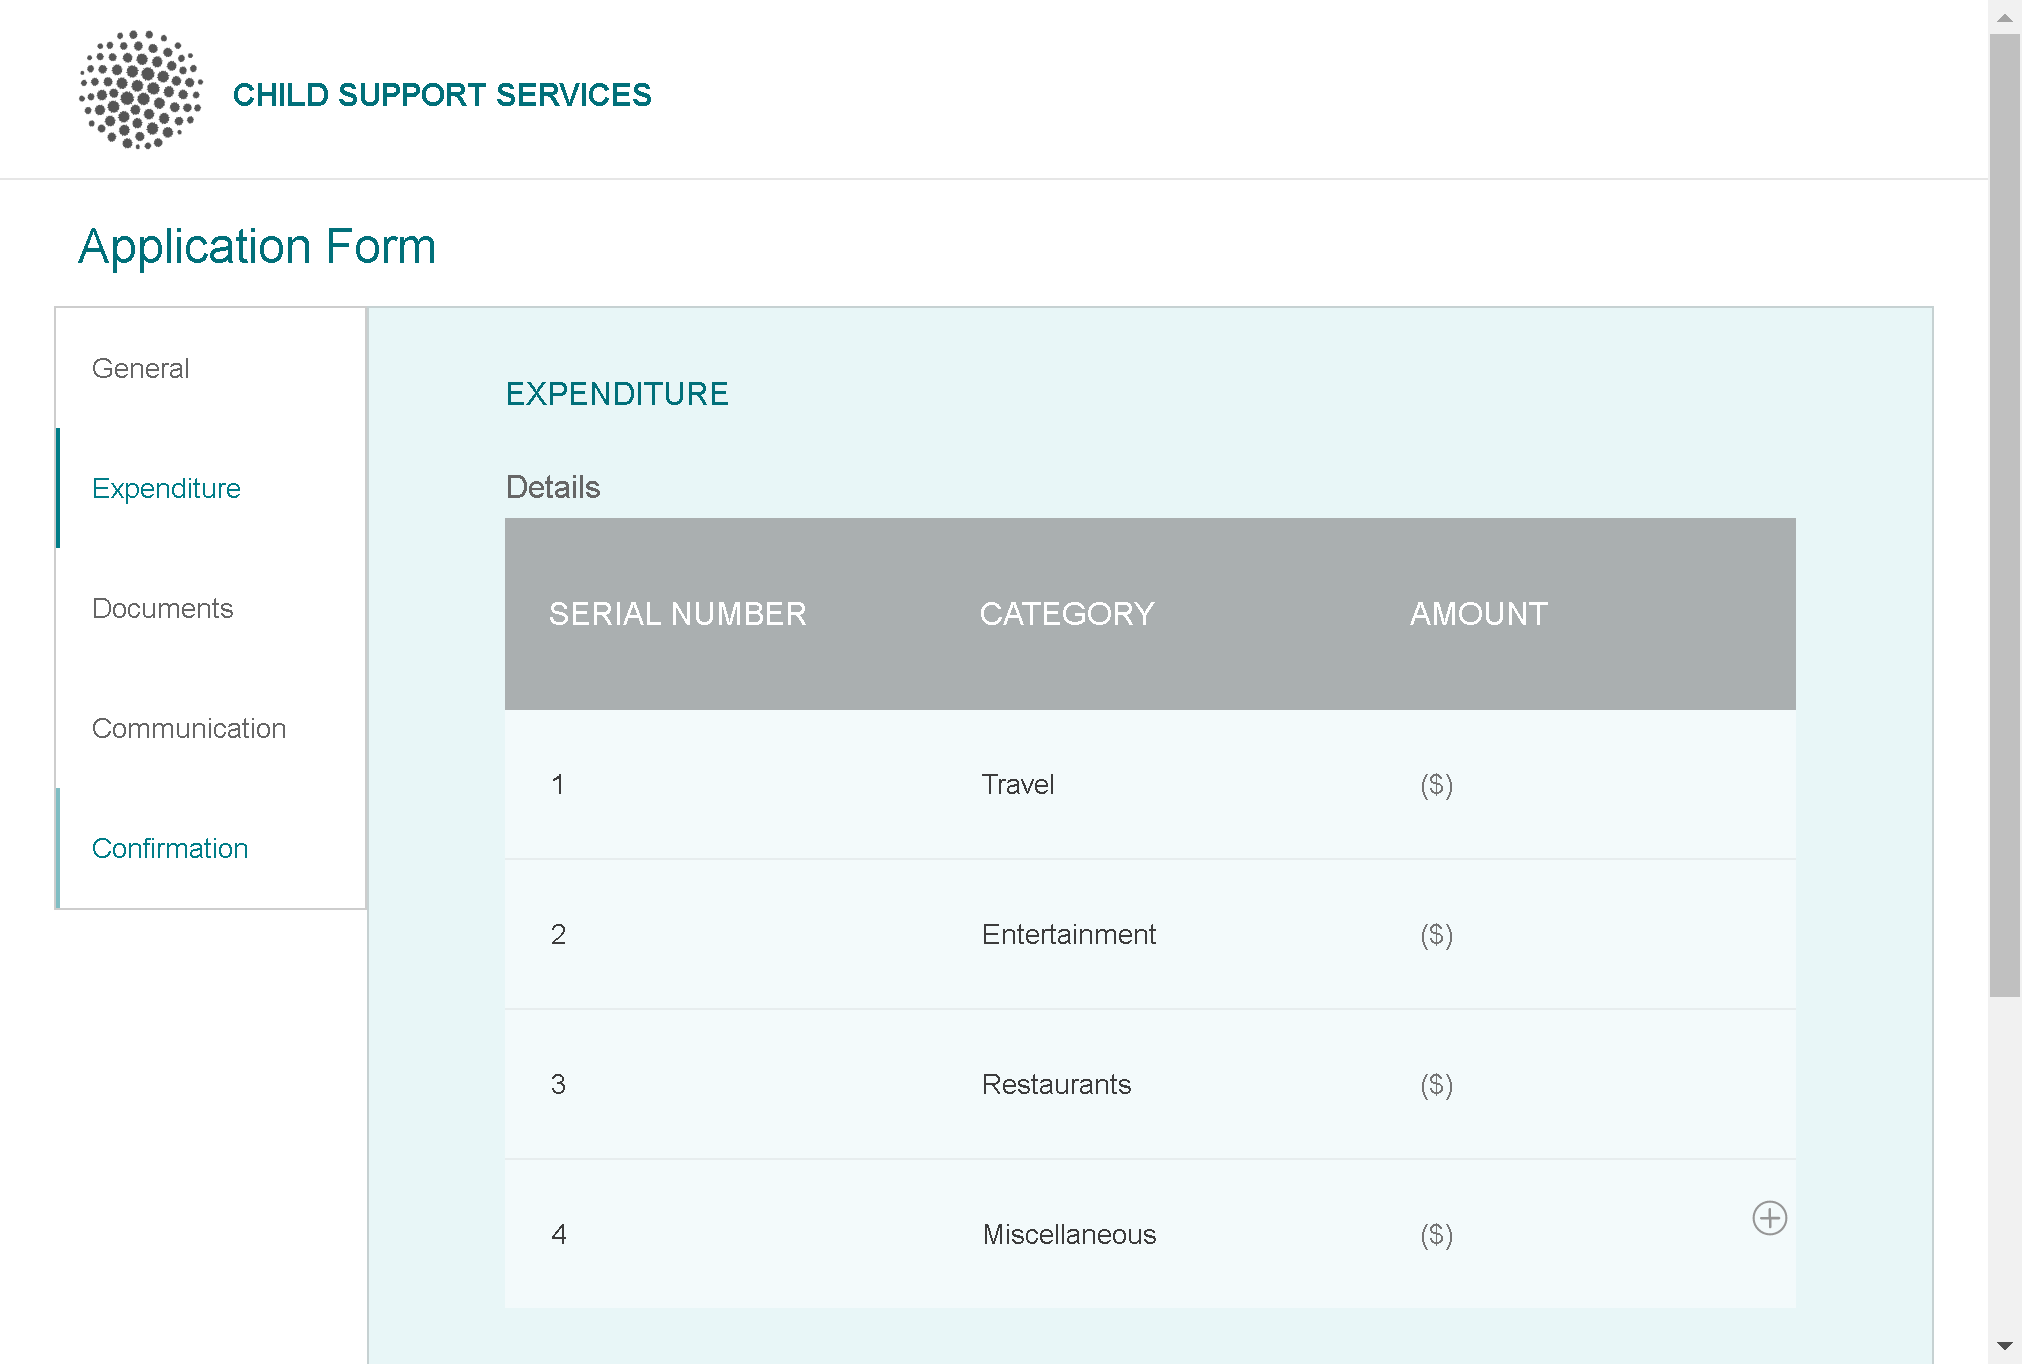 CHILD SUPPORT SERVICES
Application Form
General
Expenditure
Documents
Communication
Confirmation
EXPENDITURE
Details
SERIAL NUMBER CATEGORY AMOUNT
1 Travel ($)
2 Entertainment ($)
3 Restaurants ($)
4 Miscellaneous ($)